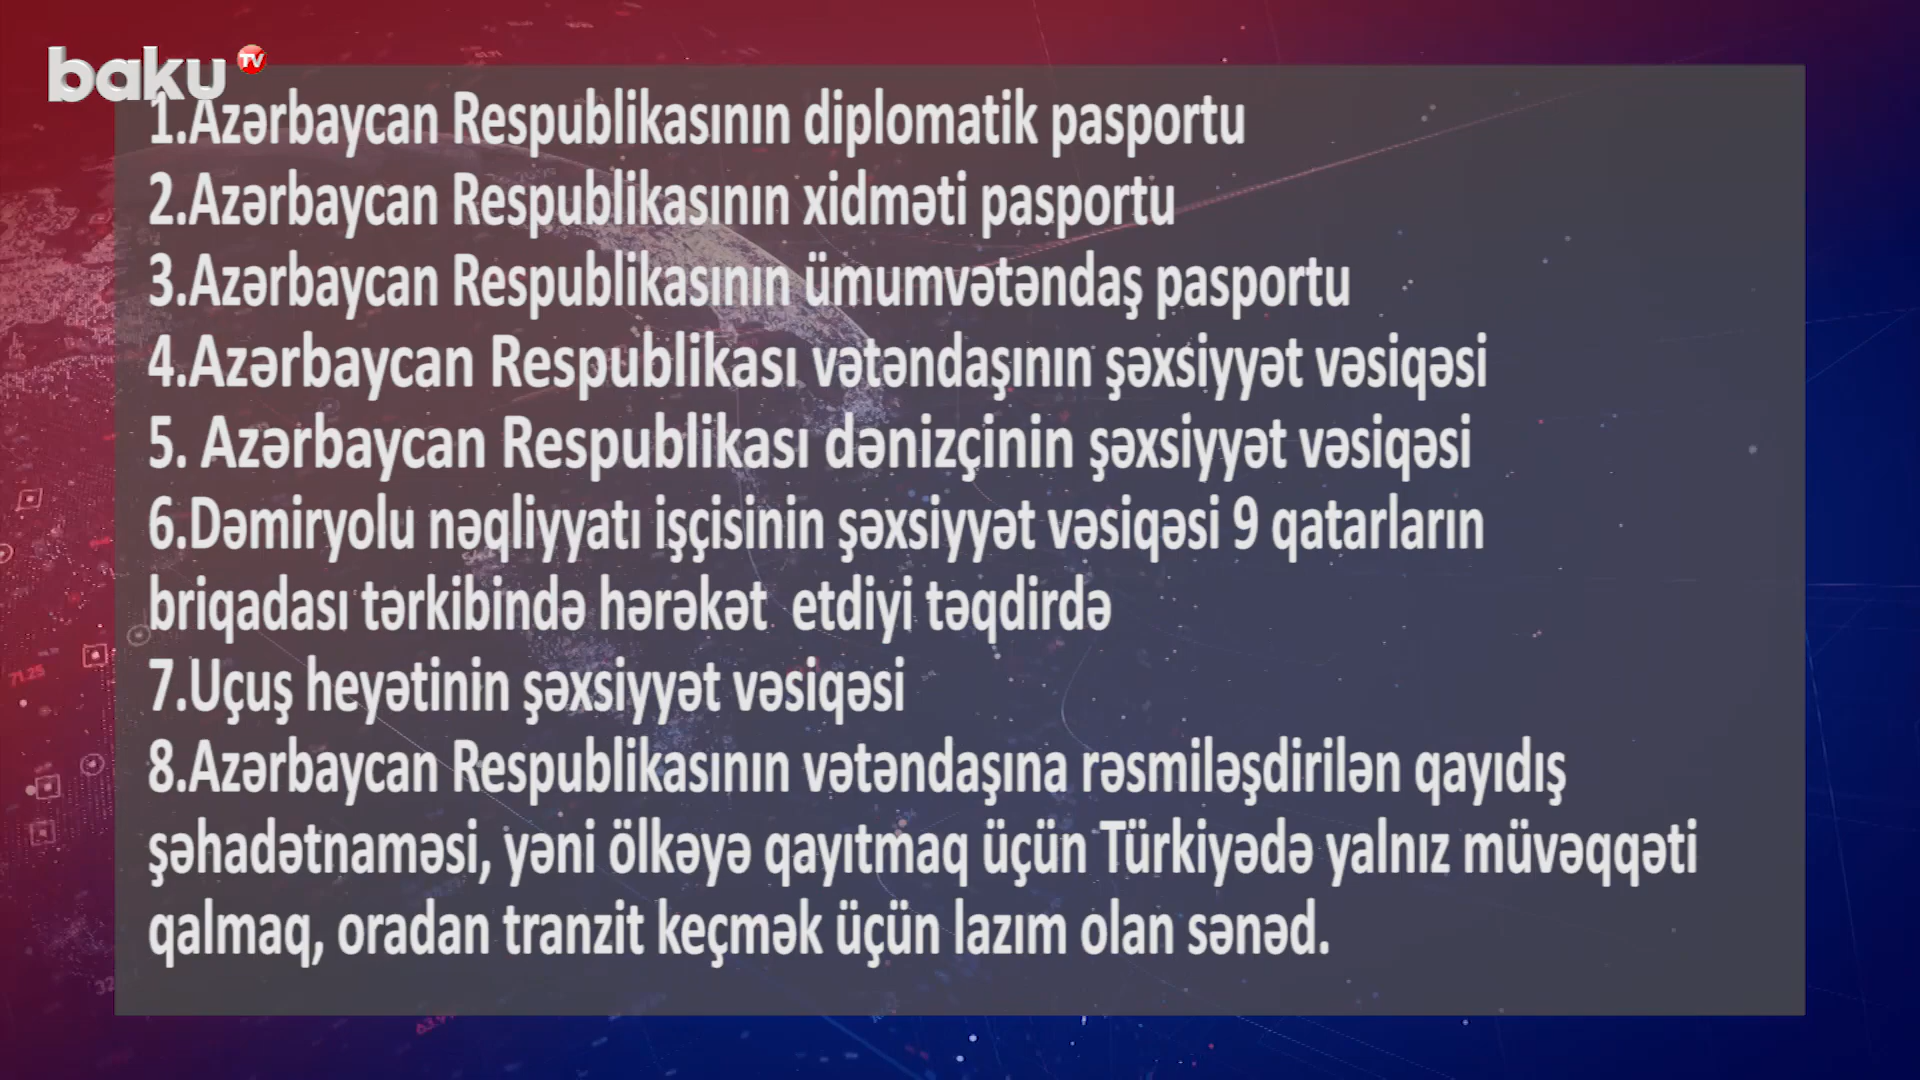 baku TV
1.Azərbaycan Respublikasının diplomatik pasportu
2.Azərbaycan Respublikasının xidməti pasportu
3.Azərbaycan Respublikasının ümumvətəndaş pasportu
4.Azərbaycan Respublikası vətəndaşının şəxsiyyət vəsiqəsi
5. Azərbaycan Respublikası dənizçinin şəxsiyyət vəsiqəsi
6.Dəmiryolu nəqliyyatı işçisinin şəxsiyyət vəsiqəsi 9 qatarların
briqadası tərkibində hərəkət etdiyi təqdirdə
7.Uçuş heyətinin şəxsiyyət vəsiqəsi
8.Azərbaycan Respublikasının vətəndaşına rəsmiləşdirilən qayıdış
şəhadətnaməsi, yəni ölkəyə qayıtmaq üçün Türkiyədə yalnız müvəqqəti
qalmaq, oradan tranzit keçmək üçün lazım olan sənəd.
71.25